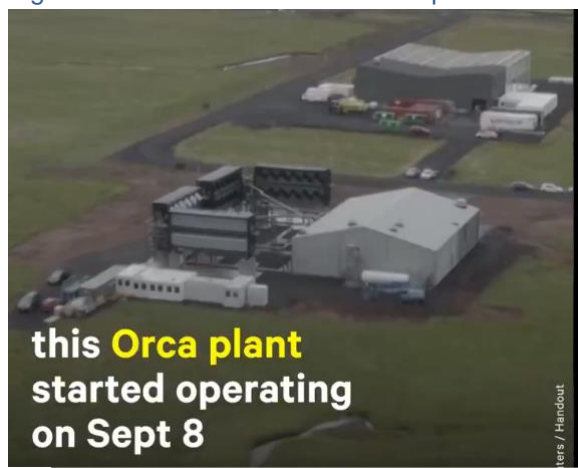 this Orca plant
started operating
on Sept 8
ters / Handout